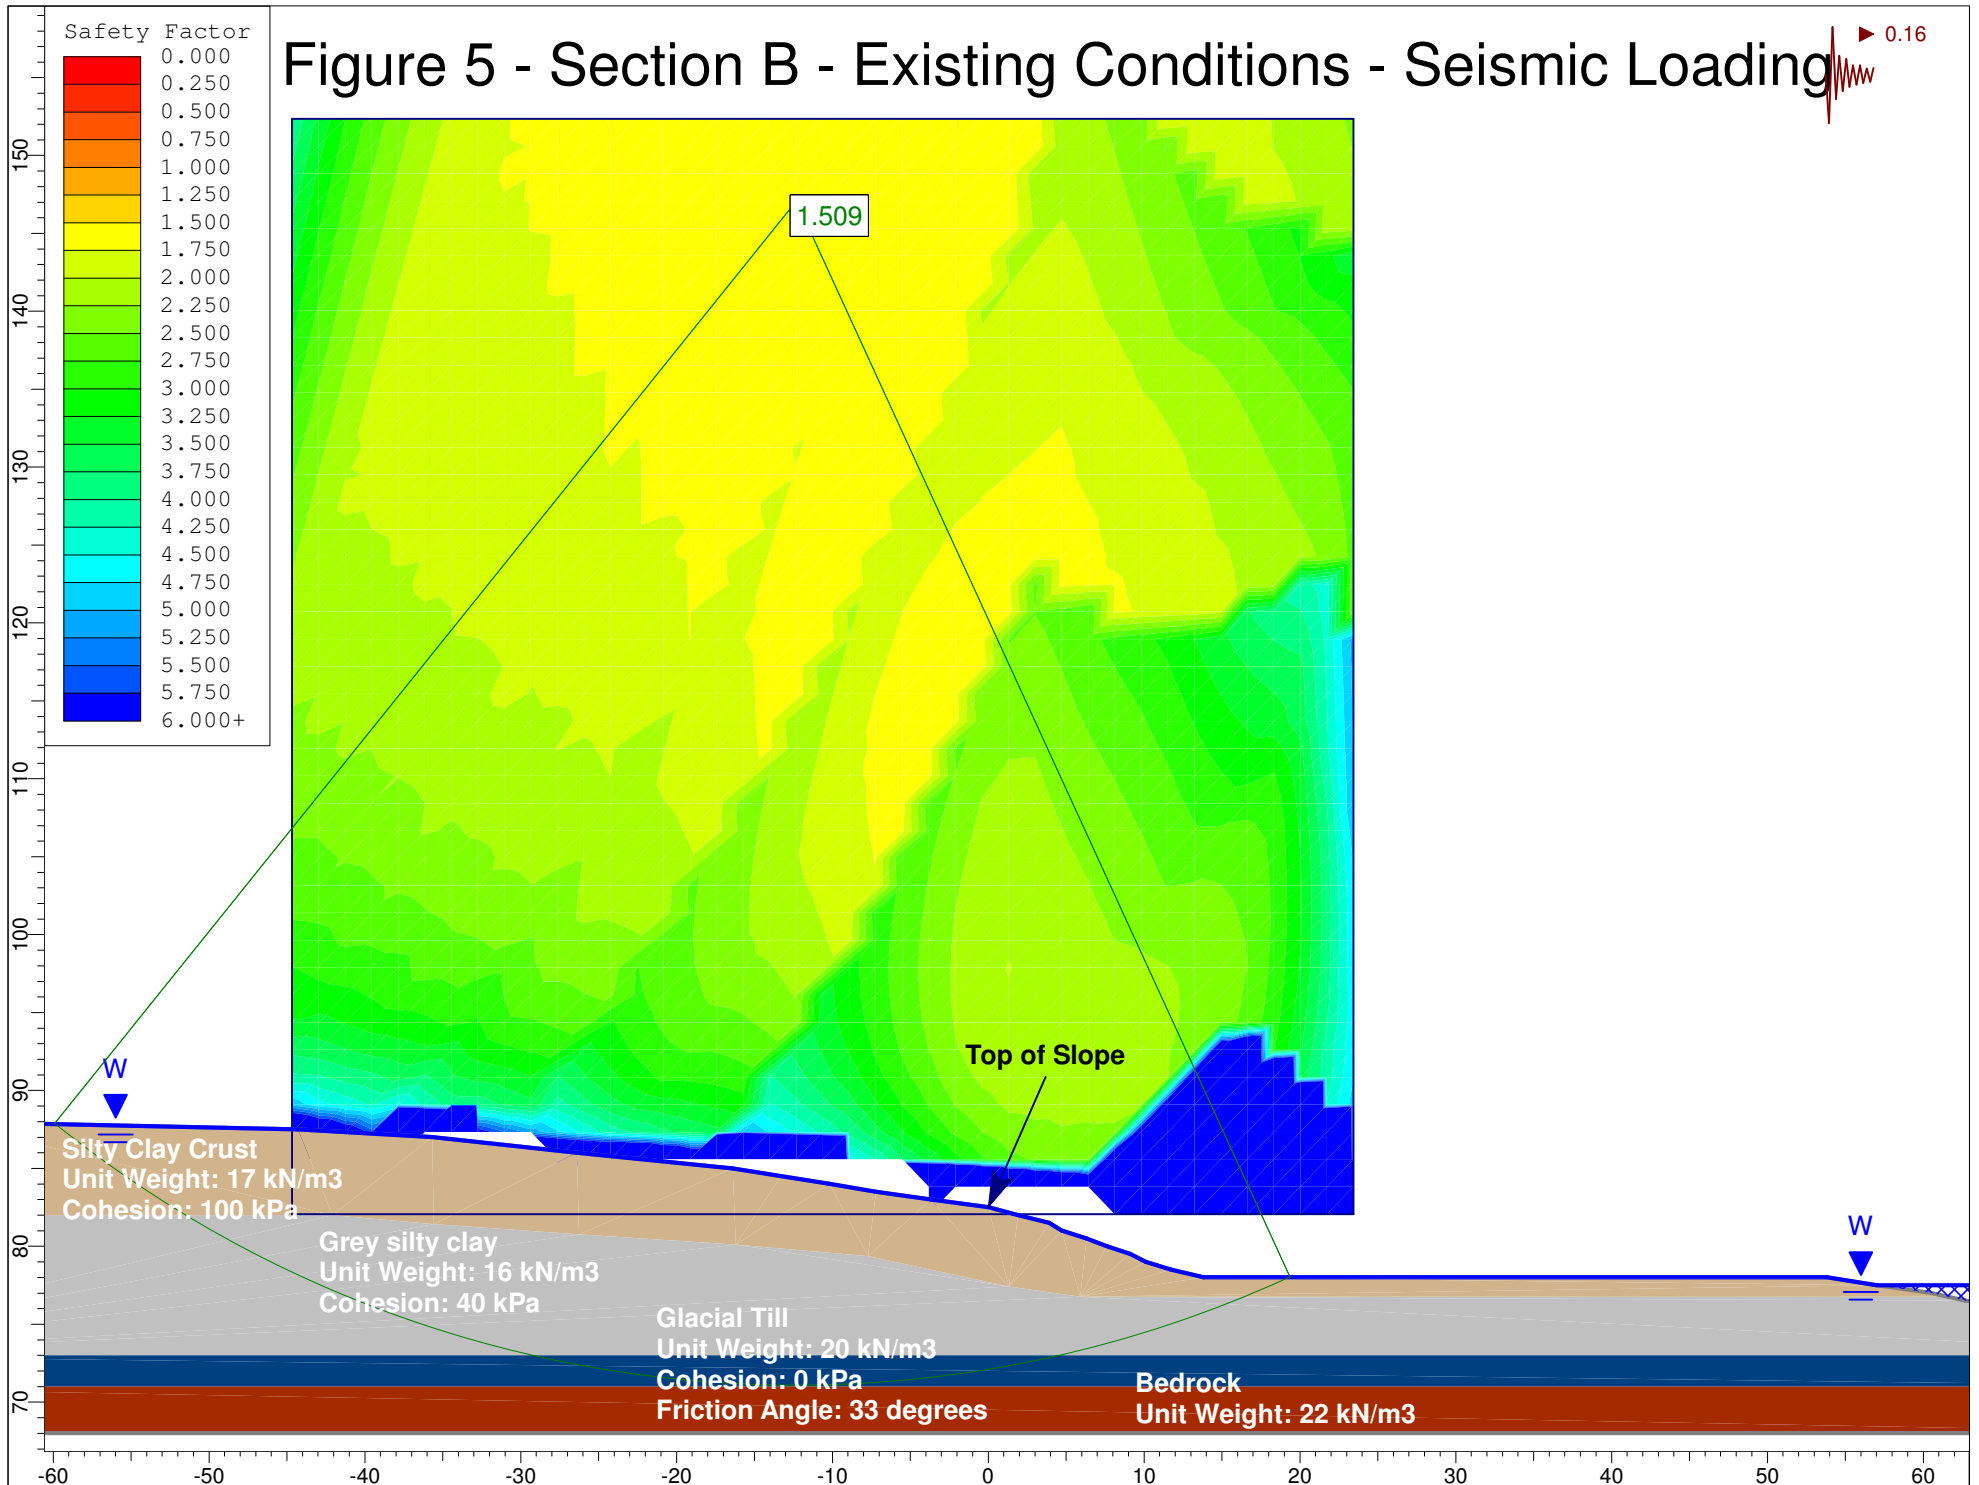 Safety Factor
0.000
0.250
0.500
0.750
1.000
1.250
1.500
1.750
2.000
2.250
2.500
2.750
3.000
3.250
3.500
3.750
4.000
4.250
4.500
4.750
5.000
5.250
5.500
5.750
6.000+
Figure 5 - Section B - Existing Conditions - Seismic Loading
0.16
1.509
150
140
130
120
110
100
90
80
70
Top of Slope
W
W
Silty Clay Crust
Unit Weight: 17 kN/m3
Cohesion: 100 kPa
Grey silty clay
Unit Weight: 16 kN/m3
Cohesion: 40 kPa
Glacial Till
Unit Weight: 20 kN/m3
Cohesion: 0 kPa
Friction Angle: 33 degrees
Bedrock
Unit Weight: 22 kN/m3
-60 -50 -40 -30 -20 -10 0 10 20 30 40 50 60